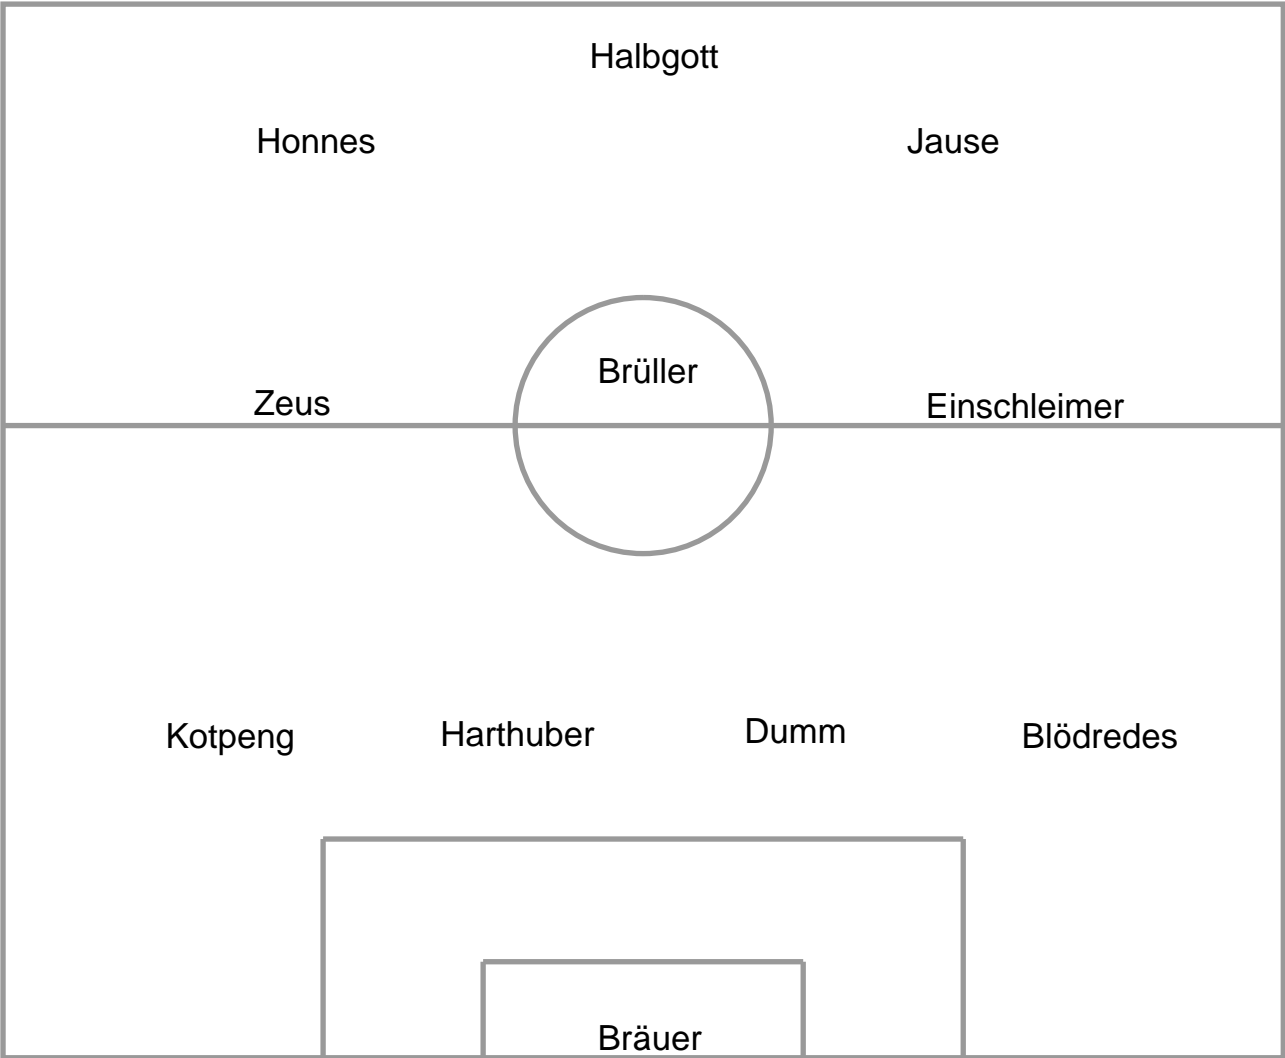 Halbgott
Honnes Jause
Brüller
Zeus Einschleimer
Kotpeng Harthuber Dumm Blödredes
Bräuer